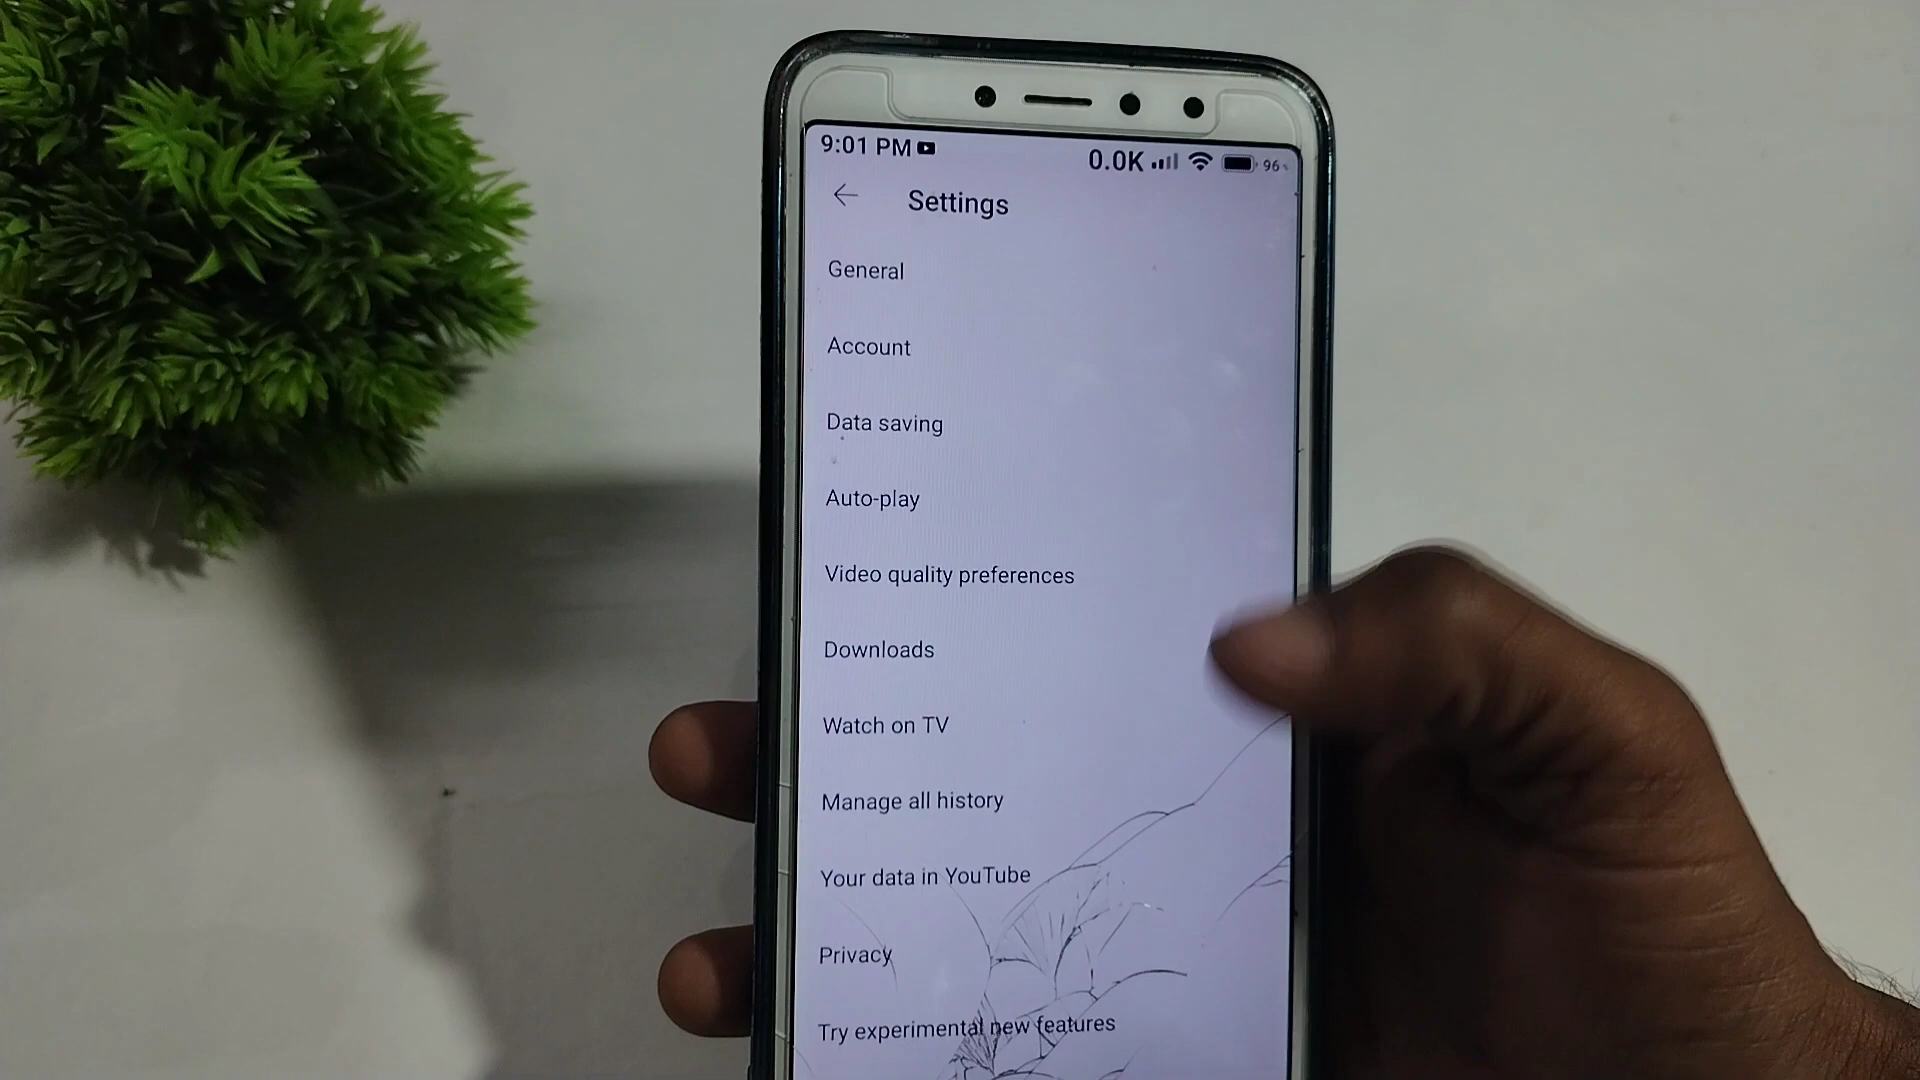 9:01 PM 0.0K 96
Settings
General
Account
Data saving
Auto-play
Video quality preferences
Downloads
Watch on TV
Manage all history
Your data in YouTube
Privacy
Try experimental new features